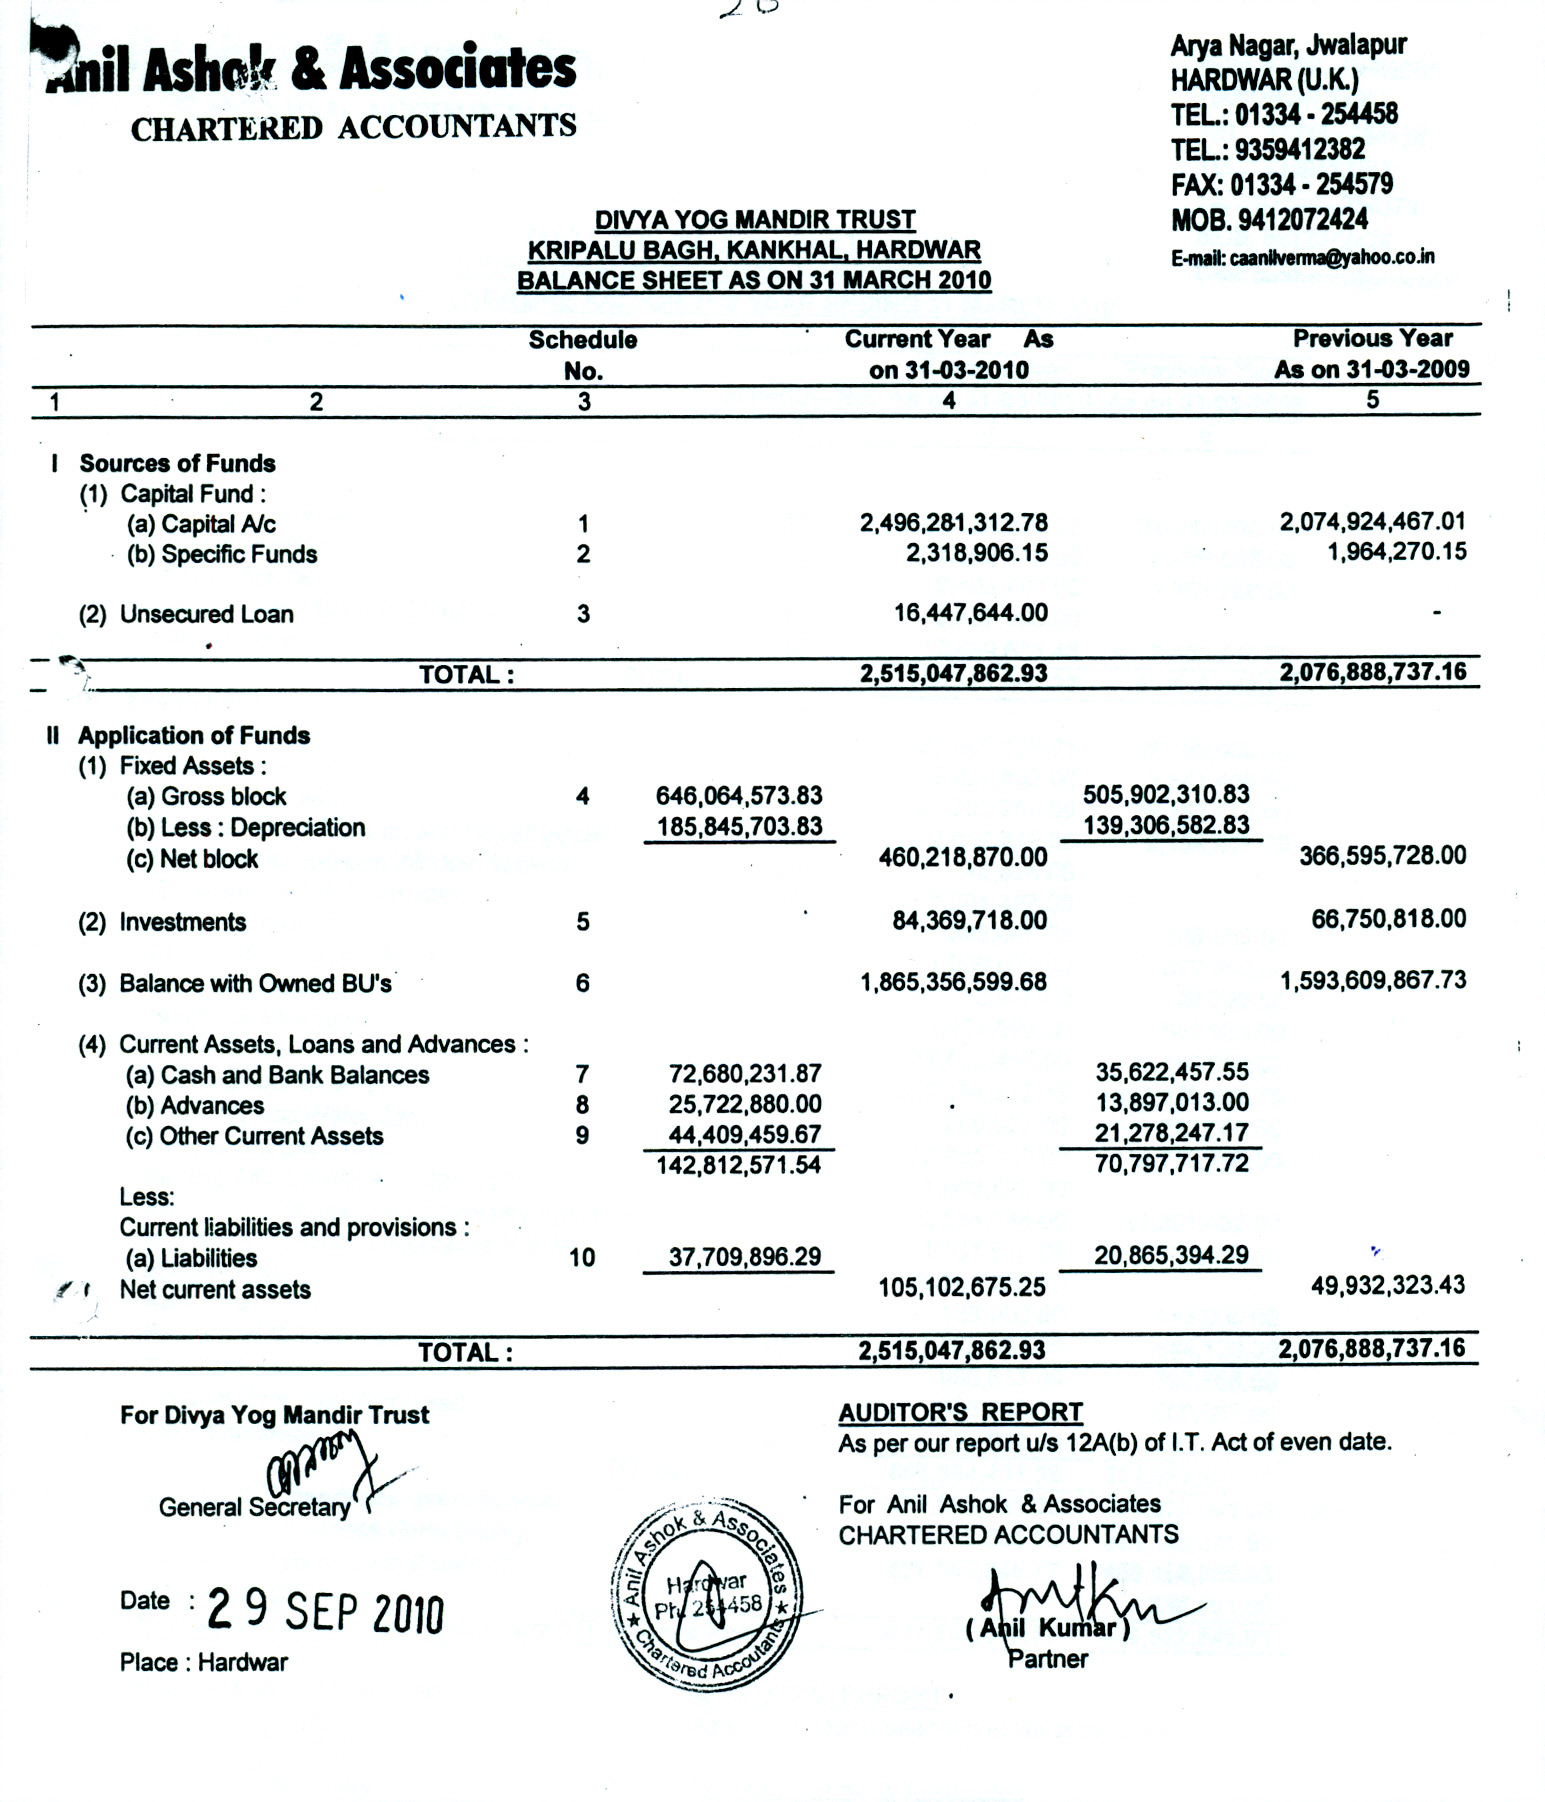 Anil Ashok & Associates
CHARTERED ACCOUNTANTS
Arya Nagar, Jwalapur
HARDWAR (U.K.)
TEL.: 01334 - 254458
TEL.: 9359412382
FAX: 01334 - 254579
MOB. 9412072424
E-mail: caanilverma@yahoo.co.in
DIVYA YOG MANDIR TRUST
KRIPALU BAGH, KANKHAL, HARDWAR
BALANCE SHEET AS ON 31 MARCH 2010
Schedule Current Year As Previous Year
No. on 31-03-2010 As on 31-03-2009
1 2 3 4 5
I Sources of Funds
(1) Capital Fund :
(a) Capital A/c 1 2,496,281,312.78 2,074,924,467.01
(b) Specific Funds 2 2,318,906.15 1,964,270.15
(2) Unsecured Loan 3 16,447,644.00 -
TOTAL : 2,515,047,862.93 2,076,888,737.16
II Application of Funds
(1) Fixed Assets :
(a) Gross block 4 646,064,573.83 505,902,310.83
(b) Less : Depreciation 185,845,703.83 139,306,582.83
(c) Net block 460,218,870.00 366,595,728.00
(2) Investments 5 84,369,718.00 66,750,818.00
(3) Balance with Owned BU's 6 1,865,356,599.68 1,593,609,867.73
(4) Current Assets, Loans and Advances :
(a) Cash and Bank Balances 7 72,680,231.87 35,622,457.55
(b) Advances 8 25,722,880.00 13,897,013.00
(c) Other Current Assets 9 44,409,459.67 21,278,247.17
142,812,571.54 70,797,717.72
Less:
Current liabilities and provisions :
(a) Liabilities 10 37,709,896.29 20,865,394.29
Net current assets 105,102,675.25 49,932,323.43
TOTAL : 2,515,047,862.93 2,076,888,737.16
For Divya Yog Mandir Trust
General Secretary
Date : 29 SEP 2010
Place : Hardwar
Anil Ashok & Associates
Hardwar
Ph. 254458
★ Chartered Accoutants ★
AUDITOR'S REPORT
As per our report u/s 12A(b) of I.T. Act of even date.
For Anil Ashok & Associates
CHARTERED ACCOUNTANTS
(Anil Kumar)
Partner